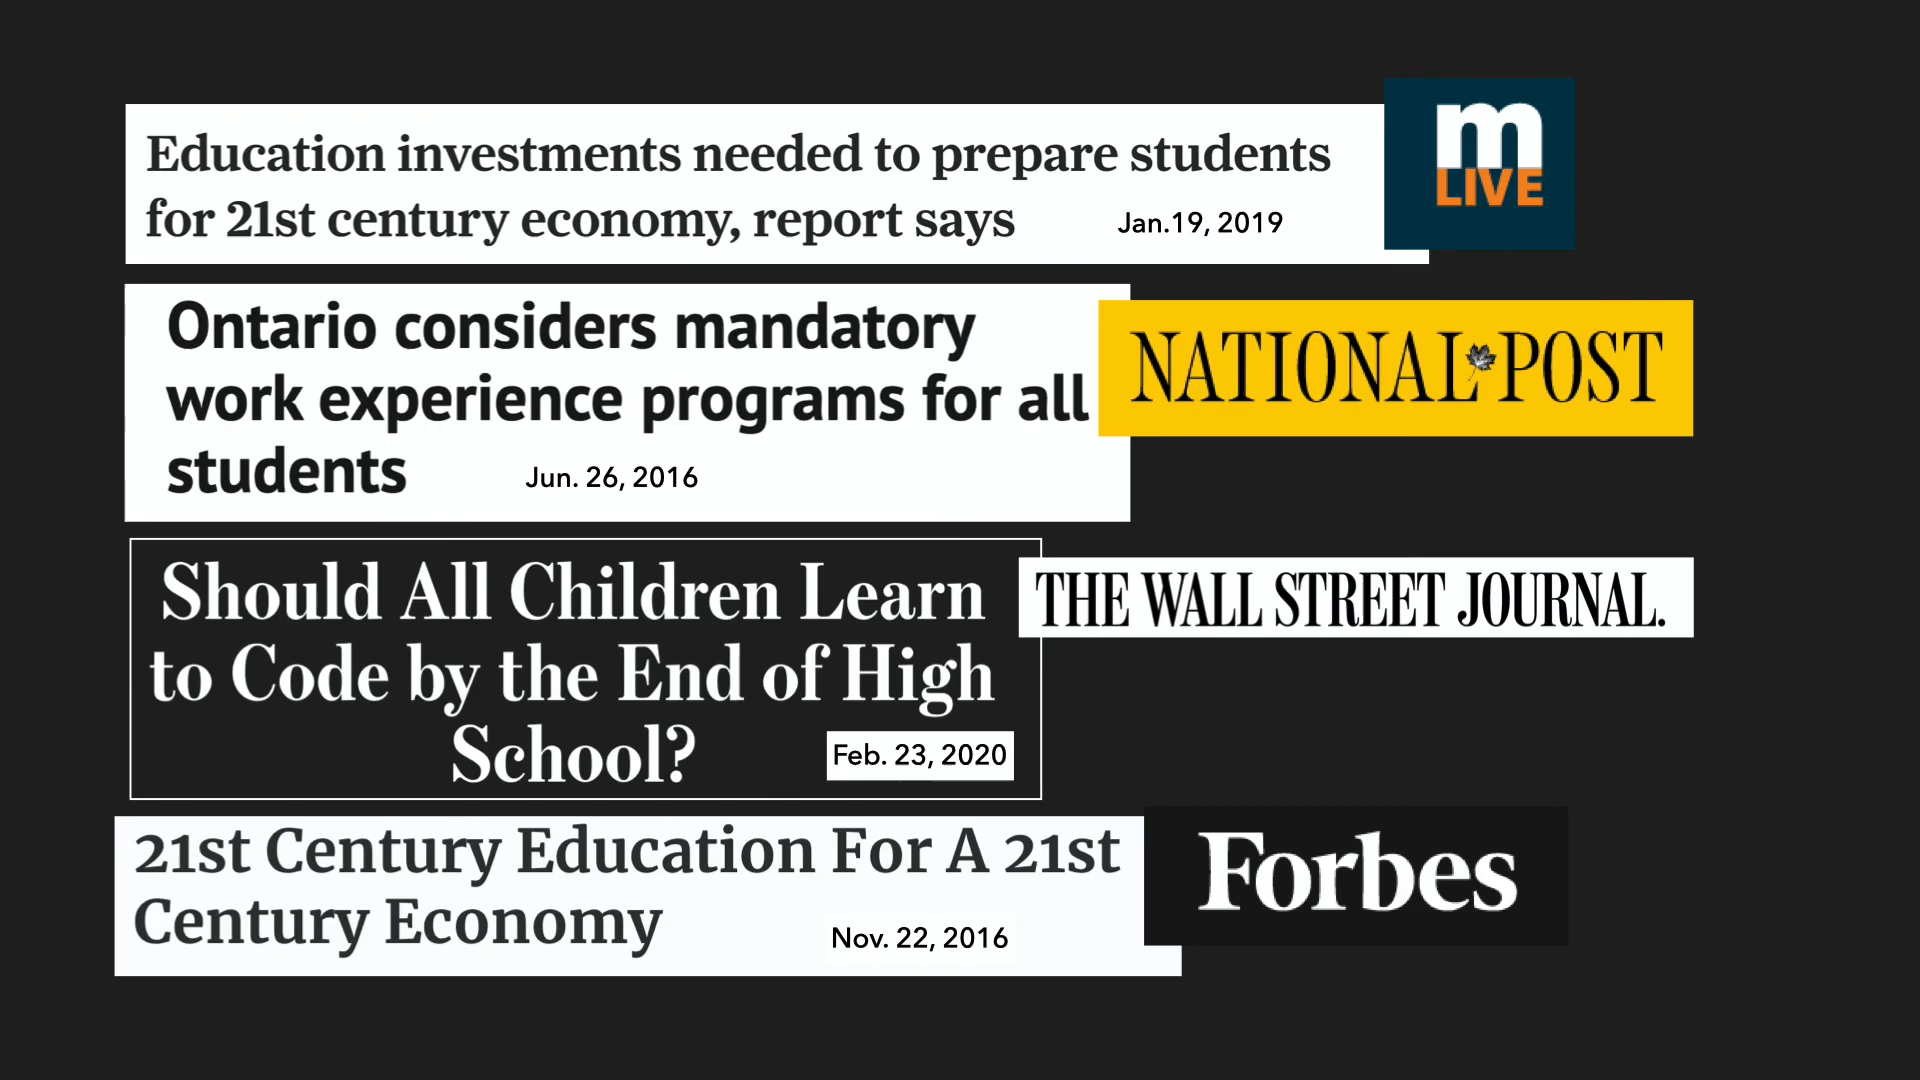 Education investments needed to prepare students
for 21st century economy, report says
Jan.19, 2019
m
LIVE
Ontario considers mandatory
work experience programs for all
students
Jun. 26, 2016
NATIONAL POST
Should All Children Learn
to Code by the End of High
School?
Feb. 23, 2020
THE WALL STREET JOURNAL.
21st Century Education For A 21st
Century Economy
Nov. 22, 2016
Forbes